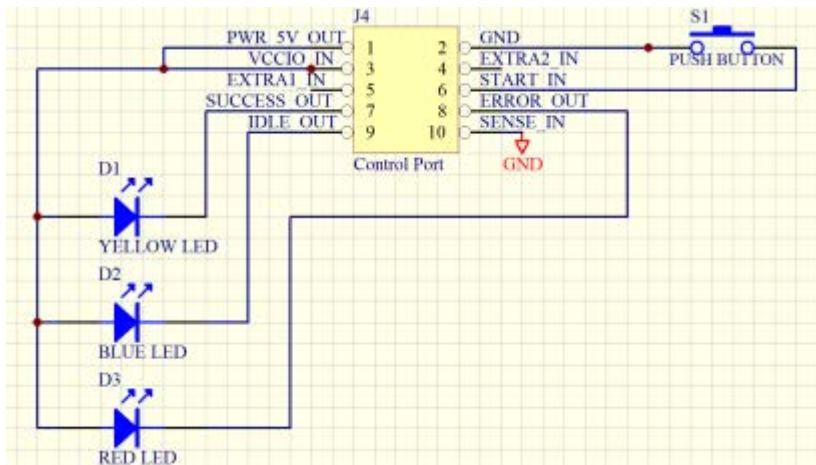 J4
S1
PWR_5V_OUT 1 2 GND
VCCIO_IN 3 4 EXTRA2_IN
PUSH BUTTON
EXTRA1_IN 5 6 START_IN
SUCCESS_OUT 7 8 ERROR_OUT
IDLE_OUT 9 10 SENSE_IN
Control Port
GND
D1
YELLOW LED
D2
BLUE LED
D3
RED LED